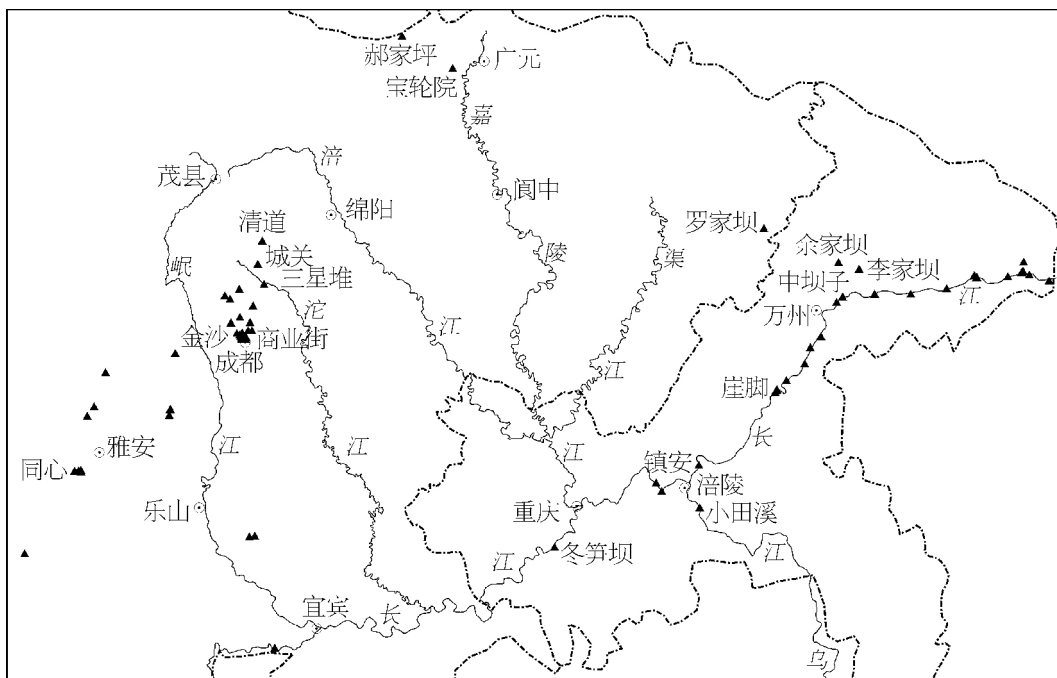 郝家坪
广元
宝轮院
嘉
涪
茂县
阆中
绵阳
清道
罗家坝
城关
余家坝
岷
陵
渠
李家坝
三星堆
中坝子
沱
江
万州
金沙
商业街
江
成都
江
崖脚
长
雅安
江
江
江
镇安
同心
涪陵
乐山
重庆
小田溪
冬笋坝
江
江
宜宾
长
乌